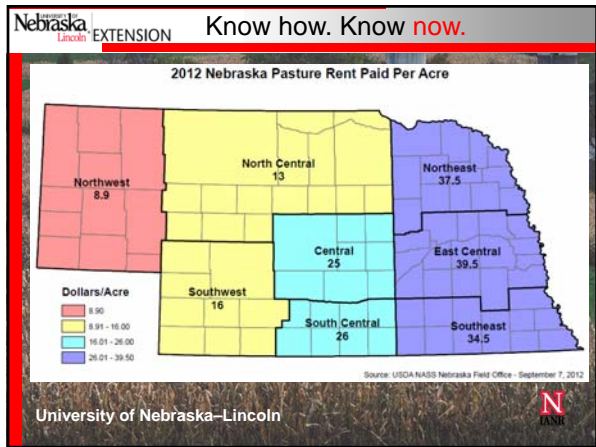 UNIVERSITY OF
Nebraska
Lincoln EXTENSION
Know how. Know now.
2012 Nebraska Pasture Rent Paid Per Acre
North Central
13
Northeast
37.5
Northwest
8.9
Central
25
East Central
39.5
Dollars/Acre
Southwest
16
8.90
8.91 - 16.00
16.01 - 26.00
26.01 - 39.50
South Central
26
Southeast
34.5
Source: USDA NASS Nebraska Field Office - September 7, 2012
University of Nebraska–Lincoln
N
IANR